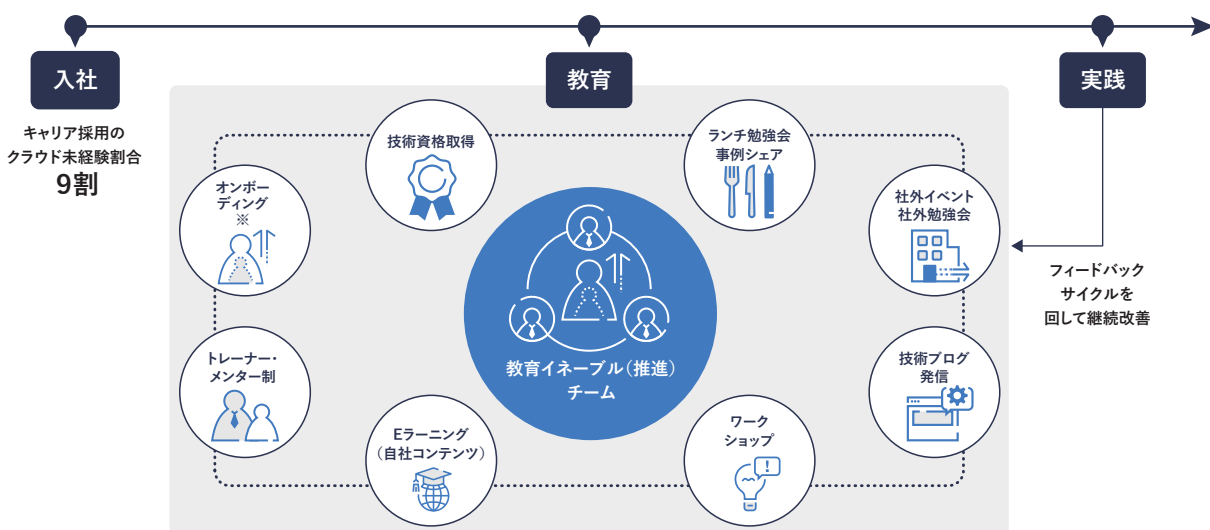 入社
教育
実践
キャリア採用の
クラウド未経験割合
9割
オンボー
ディング
※
技術資格取得
ランチ勉強会
事例シェア
社外イベント
社外勉強会
トレーナー・
メンター制
Eラーニング
（自社コンテンツ）
ワーク
ショップ
技術ブログ
発信
教育イネーブル（推進）
チーム
フィードバック
サイクルを
回して継続改善